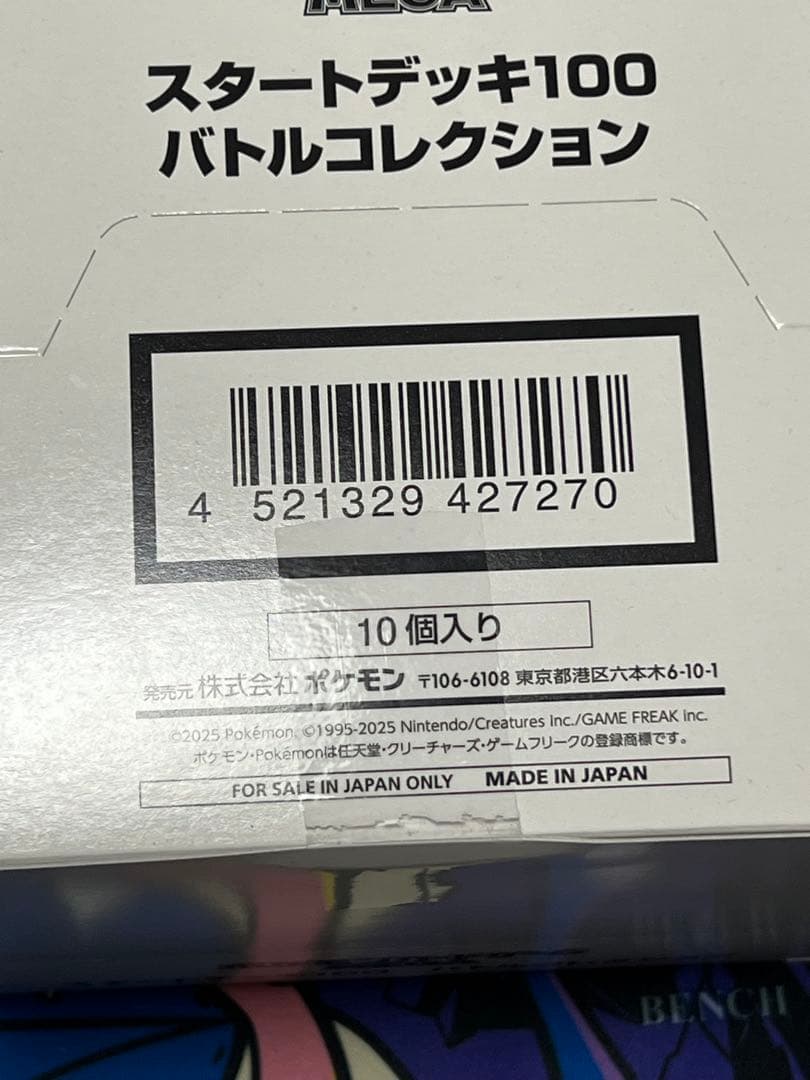 MEGA
スタートデッキ100
バトルコレクション
4 521329 427270
10個入り
発売元 株式会社 ポケモン 〒106-6108 東京都港区六本木6-10-1
©2025 Pokémon. ©1995-2025 Nintendo/Creatures Inc./GAME FREAK inc.
ポケモン・Pokémonは任天堂・クリーチャーズ・ゲームフリークの登録商標です。
FOR SALE IN JAPAN ONLY MADE IN JAPAN
BENCH